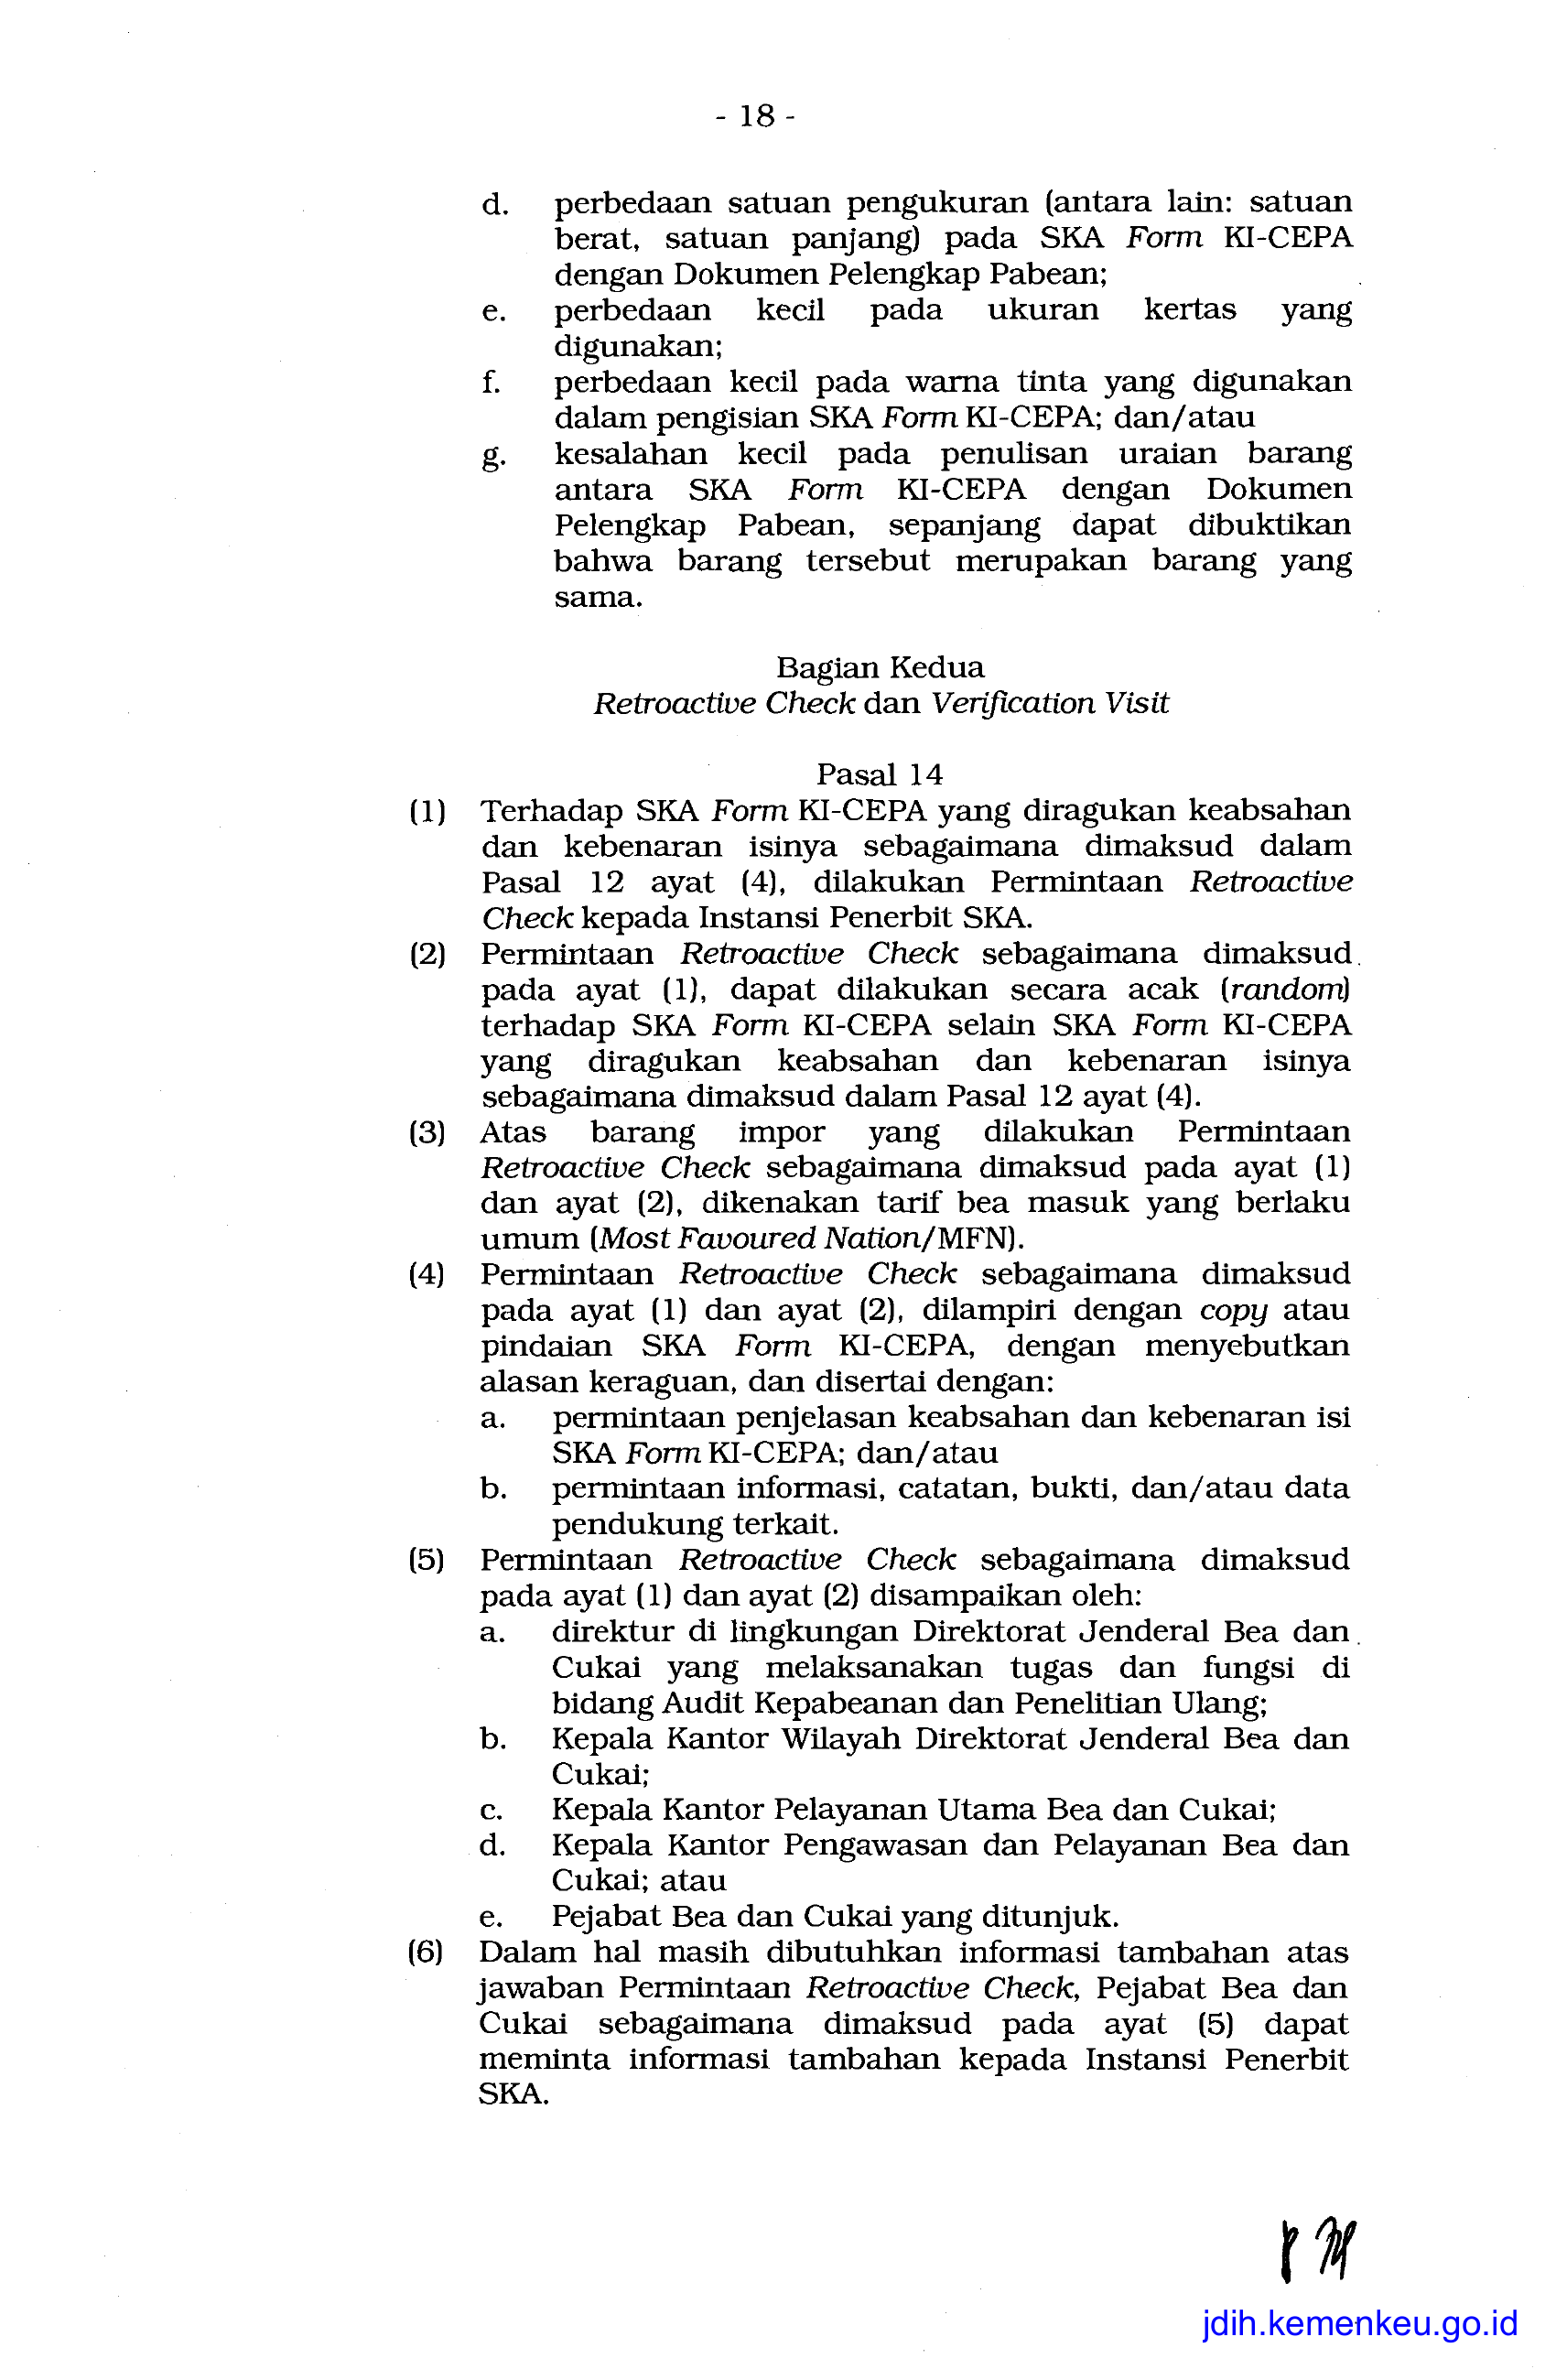 - 18 -
d. perbedaan satuan pengukuran (antara lain: satuan
berat, satuan panjang) pada SKA Form KI-CEPA
dengan Dokumen Pelengkap Pabean;
e. perbedaan kecil pada ukuran kertas yang
digunakan;
f. perbedaan kecil pada warna tinta yang digunakan
dalam pengisian SKA Form KI-CEPA; dan/atau
g. kesalahan kecil pada penulisan uraian barang
antara SKA Form KI-CEPA dengan Dokumen
Pelengkap Pabean, sepanjang dapat dibuktikan
bahwa barang tersebut merupakan barang yang
sama.
Bagian Kedua
Retroactive Check dan Verification Visit
Pasal 14
(1) Terhadap SKA Form KI-CEPA yang diragukan keabsahan
dan kebenaran isinya sebagaimana dimaksud dalam
Pasal 12 ayat (4), dilakukan Permintaan Retroactive
Check kepada Instansi Penerbit SKA.
(2) Permintaan Retroactive Check sebagaimana dimaksud
pada ayat (1), dapat dilakukan secara acak (random)
terhadap SKA Form KI-CEPA selain SKA Form KI-CEPA
yang diragukan keabsahan dan kebenaran isinya
sebagaimana dimaksud dalam Pasal 12 ayat (4).
(3) Atas barang impor yang dilakukan Permintaan
Retroactive Check sebagaimana dimaksud pada ayat (1)
dan ayat (2), dikenakan tarif bea masuk yang berlaku
umum (Most Favoured Nation/MFN).
(4) Permintaan Retroactive Check sebagaimana dimaksud
pada ayat (1) dan ayat (2), dilampiri dengan copy atau
pindaian SKA Form KI-CEPA, dengan menyebutkan
alasan keraguan, dan disertai dengan:
a. permintaan penjelasan keabsahan dan kebenaran isi
SKA Form KI-CEPA; dan/atau
b. permintaan informasi, catatan, bukti, dan/atau data
pendukung terkait.
(5) Permintaan Retroactive Check sebagaimana dimaksud
pada ayat (1) dan ayat (2) disampaikan oleh:
a. direktur di lingkungan Direktorat Jenderal Bea dan
Cukai yang melaksanakan tugas dan fungsi di
bidang Audit Kepabeanan dan Penelitian Ulang;
b. Kepala Kantor Wilayah Direktorat Jenderal Bea dan
Cukai;
c. Kepala Kantor Pelayanan Utama Bea dan Cukai;
d. Kepala Kantor Pengawasan dan Pelayanan Bea dan
Cukai; atau
e. Pejabat Bea dan Cukai yang ditunjuk.
(6) Dalam hal masih dibutuhkan informasi tambahan atas
jawaban Permintaan Retroactive Check, Pejabat Bea dan
Cukai sebagaimana dimaksud pada ayat (5) dapat
meminta informasi tambahan kepada Instansi Penerbit
SKA.
jdih.kemenkeu.go.id